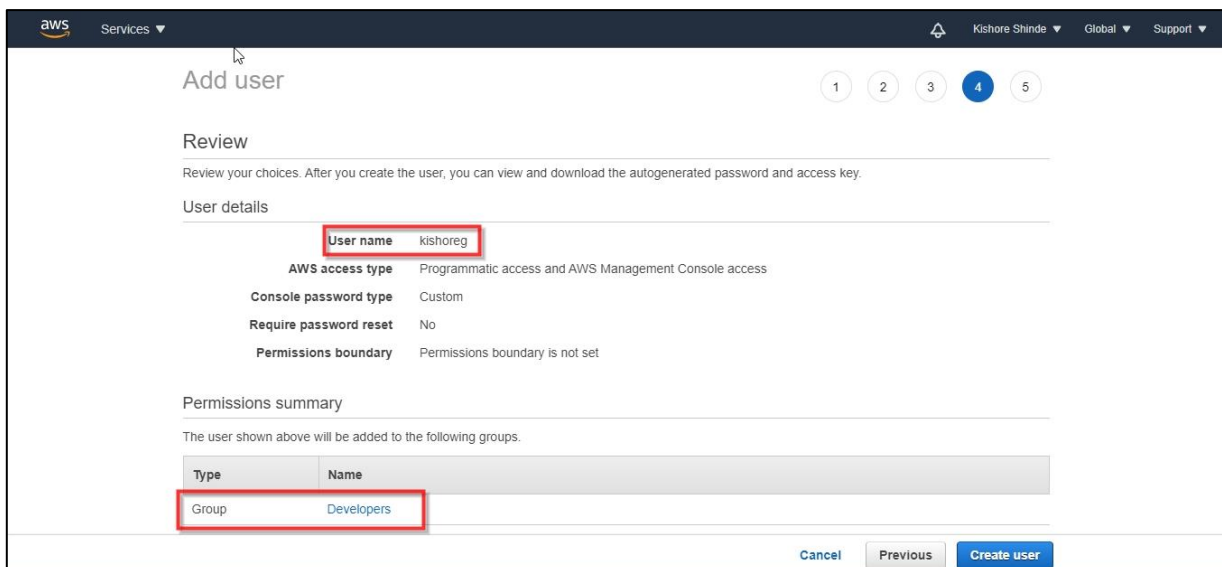 aws Services ▼ Kishore Shinde ▼ Global ▼ Support ▼
Add user 1 2 3 4 5
Review
Review your choices. After you create the user, you can view and download the autogenerated password and access key.
User details
User name kishoreg
AWS access type Programmatic access and AWS Management Console access
Console password type Custom
Require password reset No
Permissions boundary Permissions boundary is not set
Permissions summary
The user shown above will be added to the following groups.
Type Name
Group Developers
Cancel Previous Create user